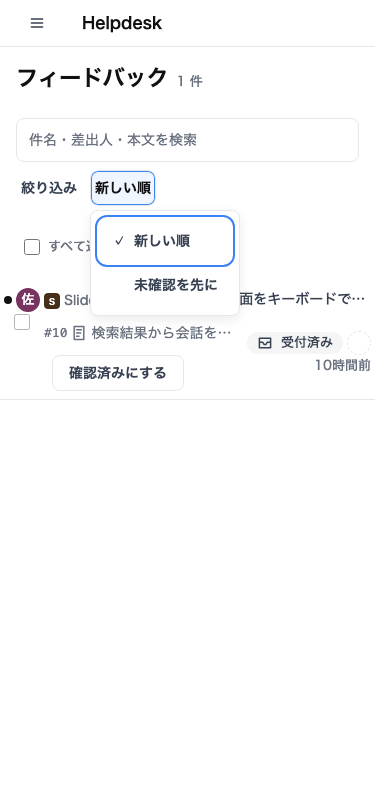 Helpdesk
フィードバック 1 件
件名・差出人・本文を検索
絞り込み 新しい順
✓ 新しい順
すべて
未確認を先に
佐 s Slid 面をキーボードで…
#10 検索結果から会話を…
受付済み
10時間前
確認済みにする